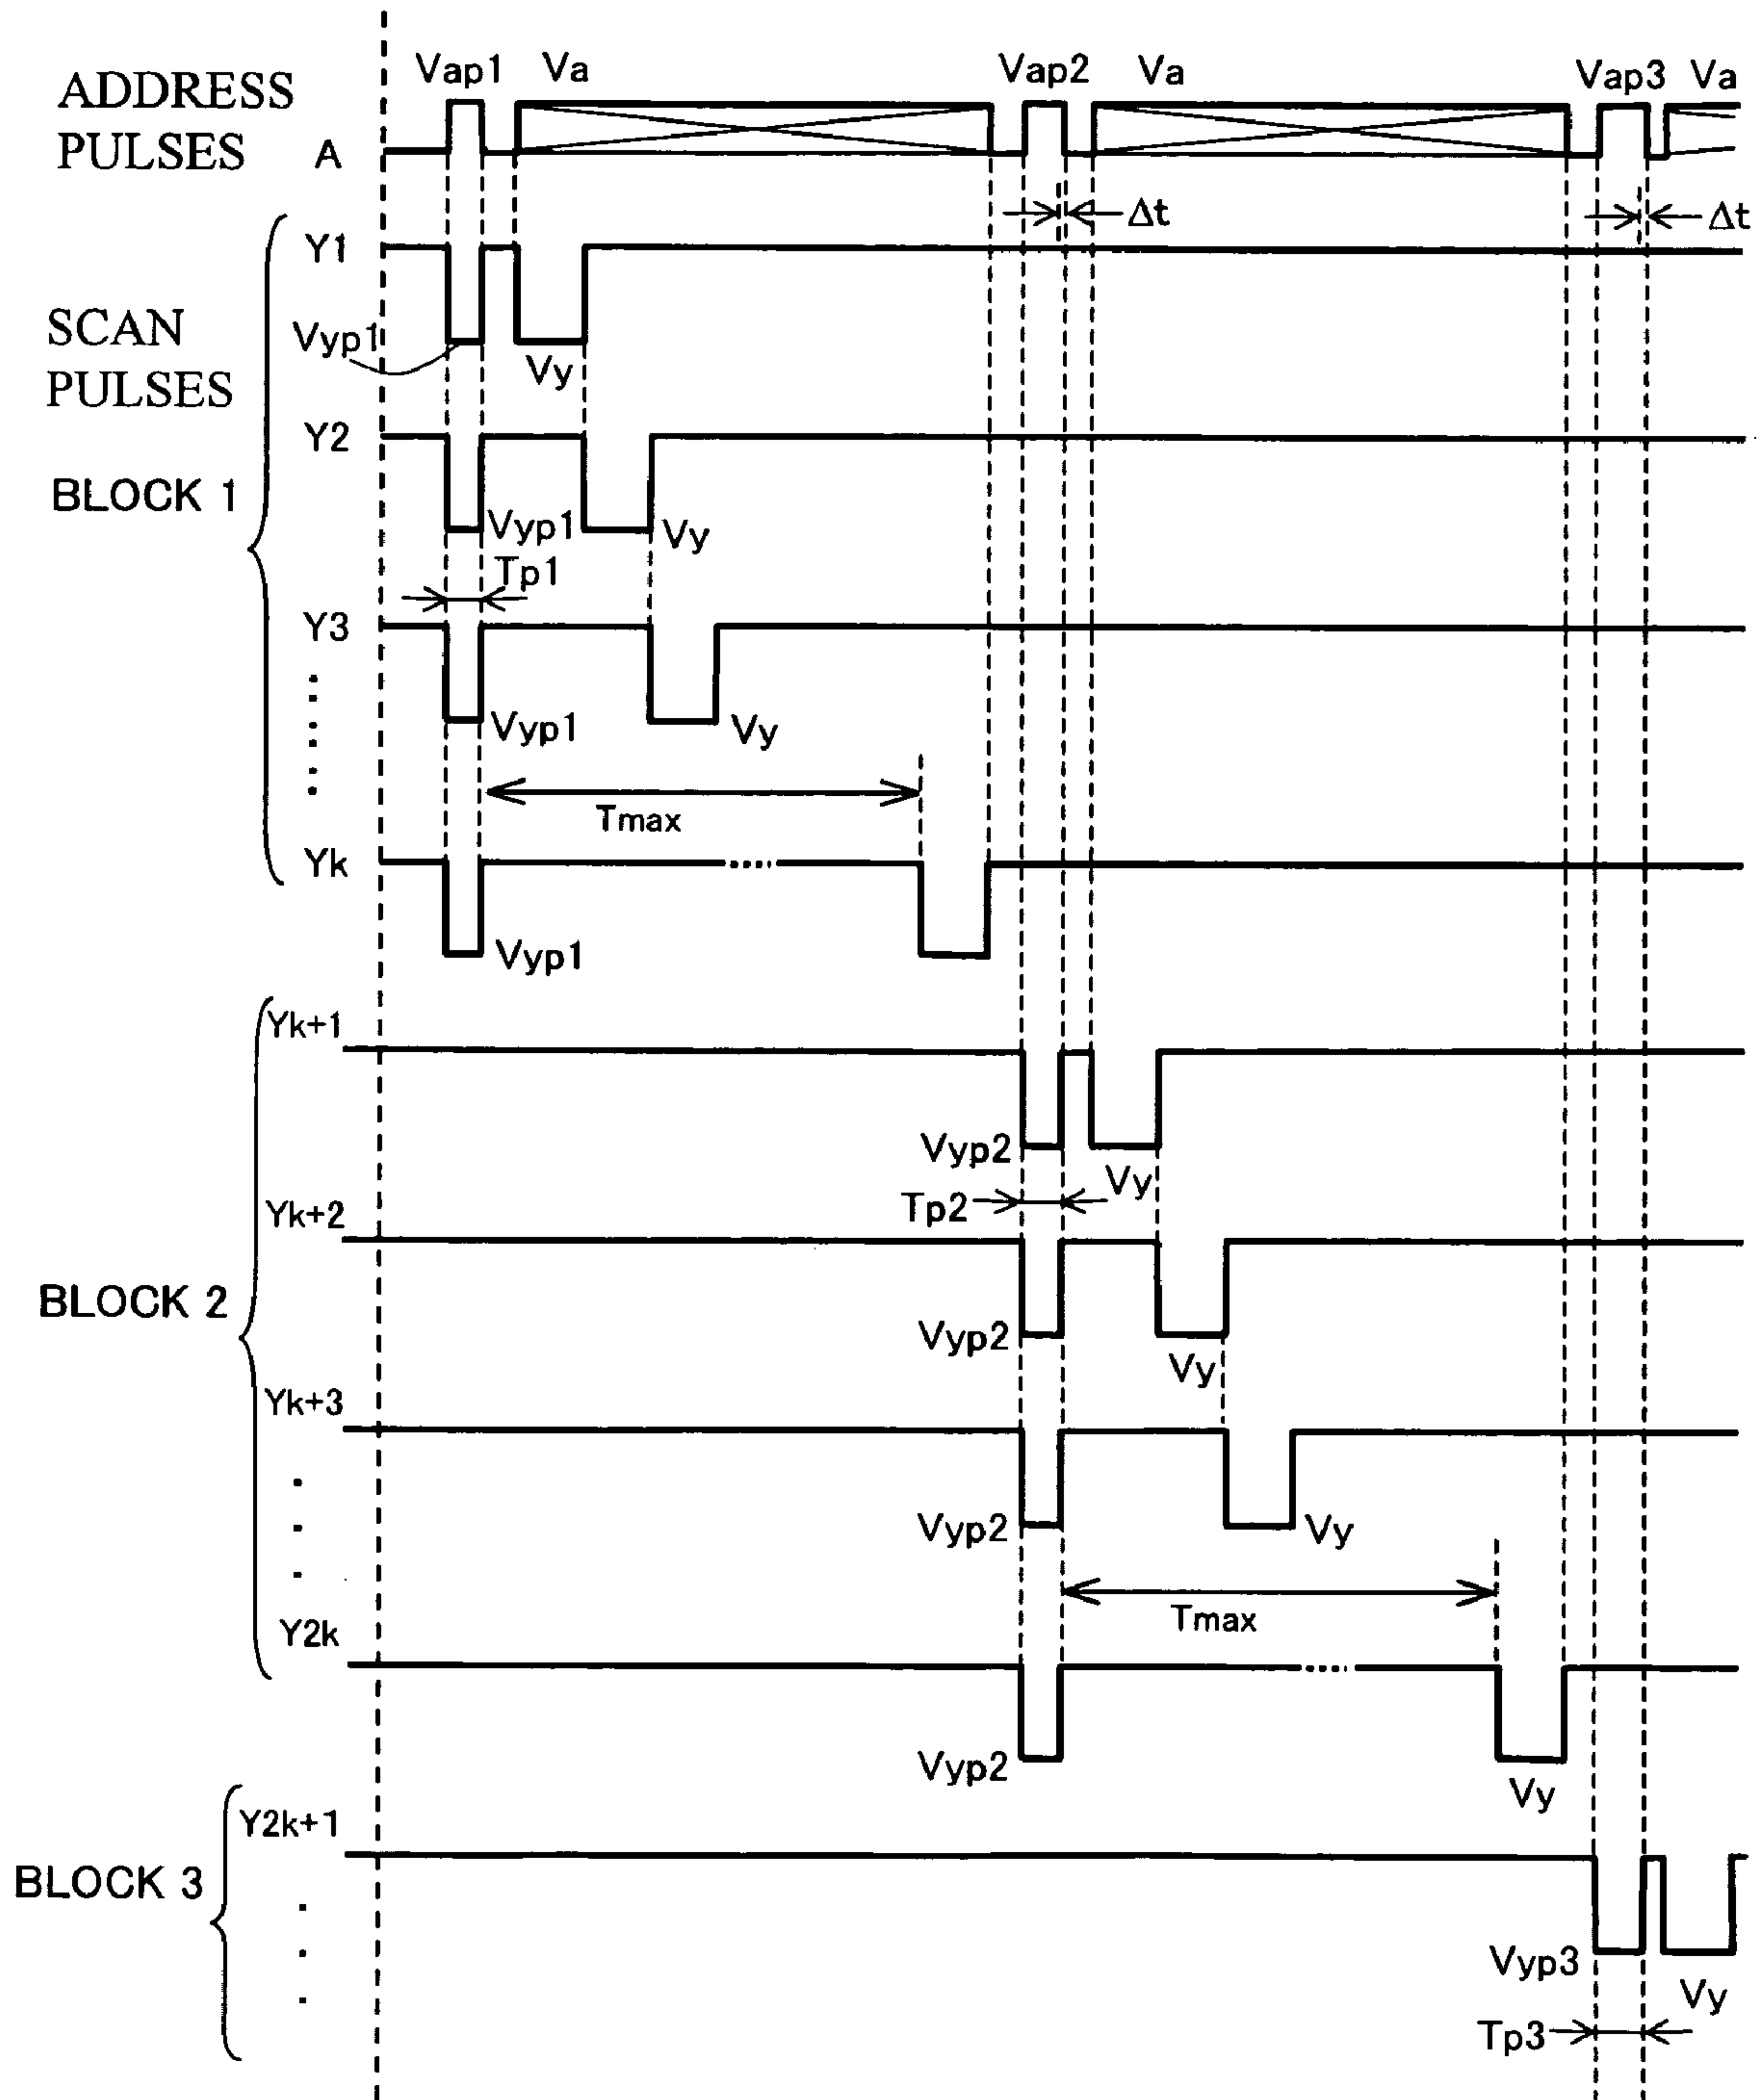 Vap1 Va Vap2 Va Vap3 Va
ADDRESS
PULSES A
Δt Δt
Y1
SCAN
PULSES
Vyp1
Vy
Y2
BLOCK 1
Vyp1 Vy
Tp1
Y3
Vyp1 Vy
Tmax
Yk
Vyp1
Yk+1
Vyp2 Vy
Tp2
Yk+2
BLOCK 2
Vyp2
Vy
Yk+3
Vyp2 Vy
Tmax
Y2k
Vyp2 Vy
Y2k+1
BLOCK 3
Vyp3 Vy
Tp3